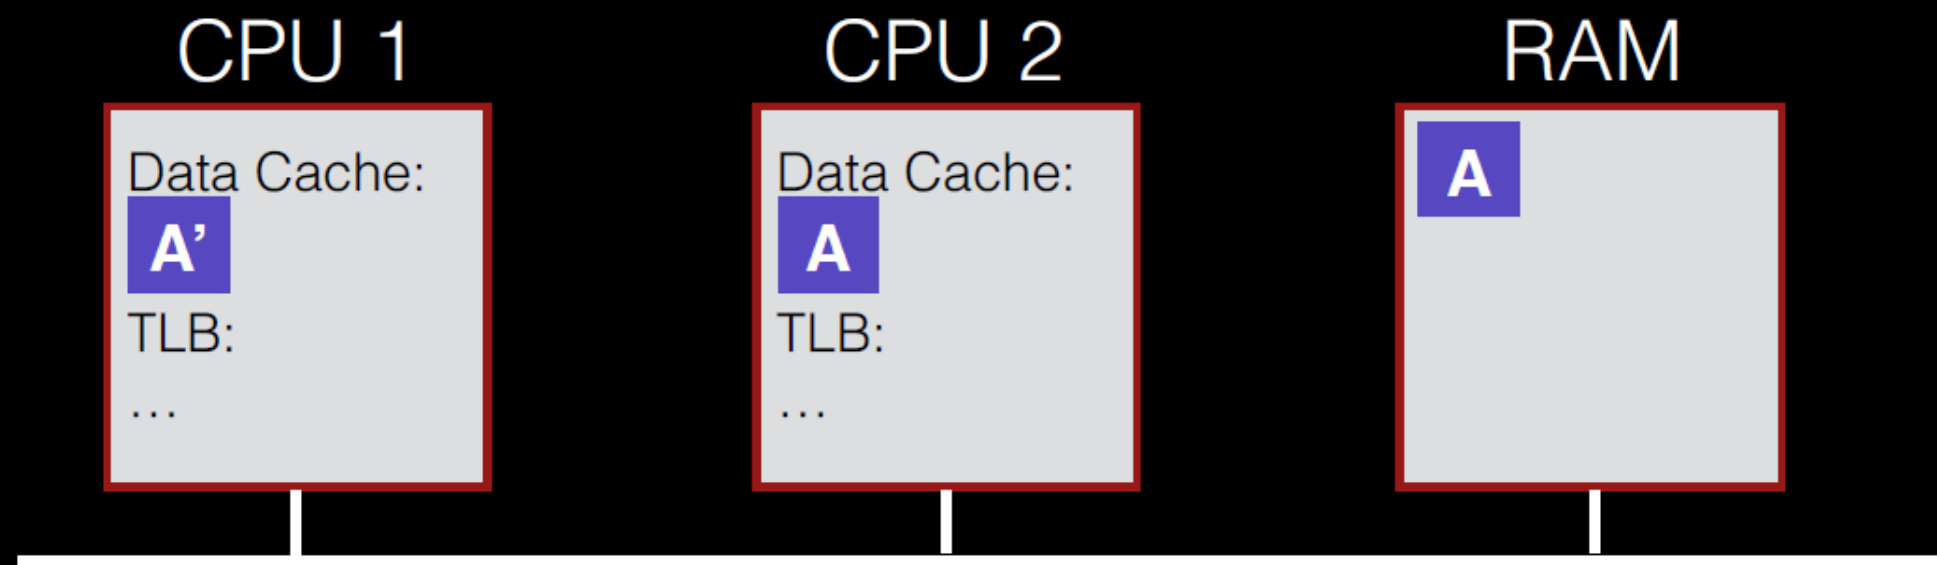 CPU 1
Data Cache:
A’
TLB:
…
CPU 2
Data Cache:
A
TLB:
…
RAM
A